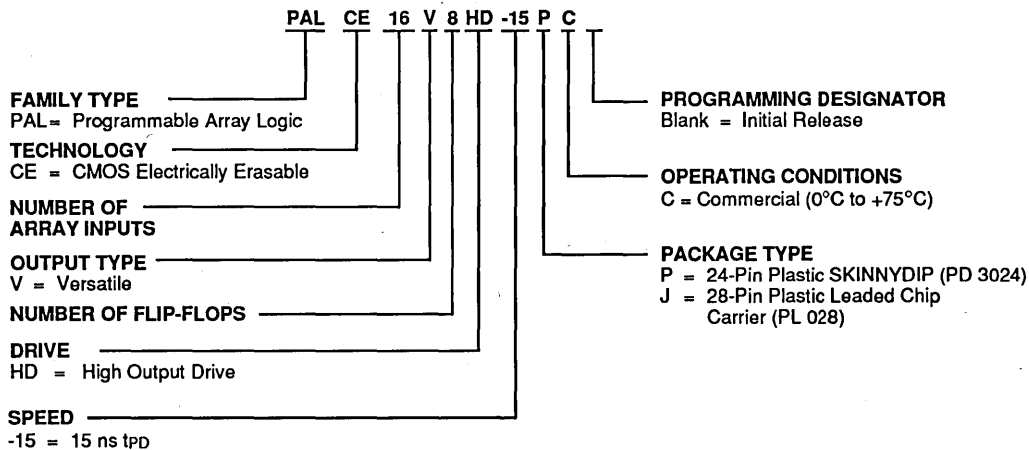 PAL CE 16 V 8 HD -15 P C
FAMILY TYPE
PAL= Programmable Array Logic
TECHNOLOGY
CE = CMOS Electrically Erasable
NUMBER OF
ARRAY INPUTS
OUTPUT TYPE
V = Versatile
NUMBER OF FLIP-FLOPS
DRIVE
HD = High Output Drive
SPEED
-15 = 15 ns tPD
PROGRAMMING DESIGNATOR
Blank = Initial Release
OPERATING CONDITIONS
C = Commercial (0°C to +75°C)
PACKAGE TYPE
P = 24-Pin Plastic SKINNYDIP (PD 3024)
J = 28-Pin Plastic Leaded Chip
Carrier (PL 028)